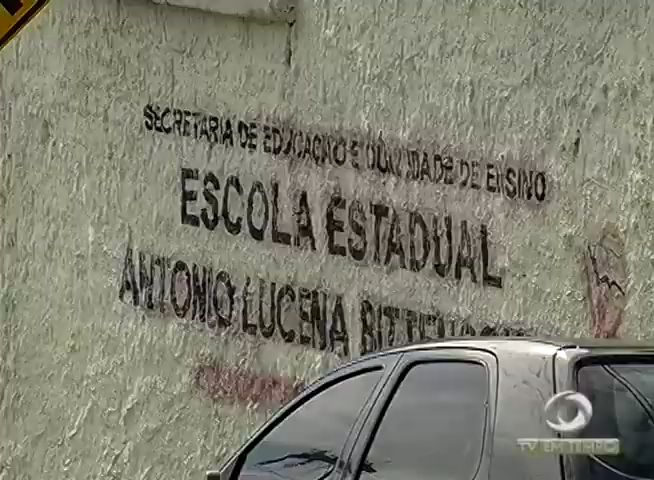 SECRETARIA DE EDUCAÇÃO E QUALIDADE DE ENSINO
ESCOLA ESTADUAL
ANTONIO LUCENA